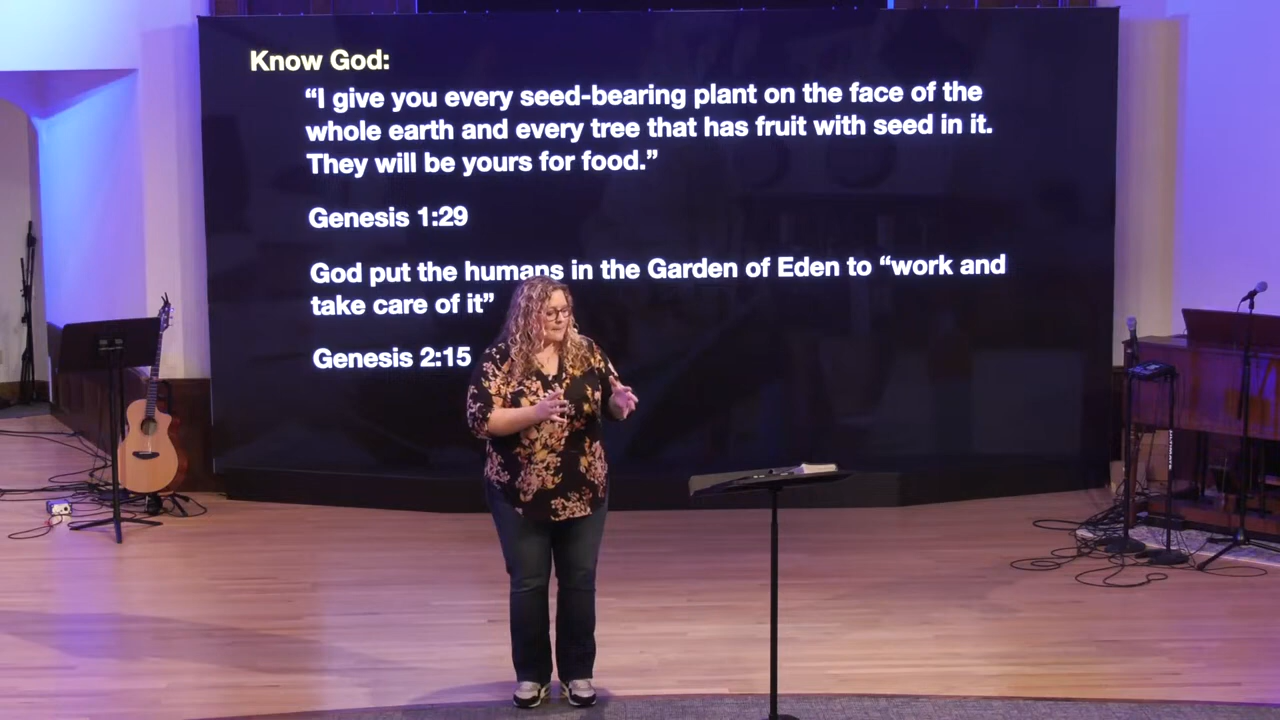 Know God:
“I give you every seed-bearing plant on the face of the
whole earth and every tree that has fruit with seed in it.
They will be yours for food.”
Genesis 1:29
God put the humans in the Garden of Eden to “work and
take care of it”
Genesis 2:15